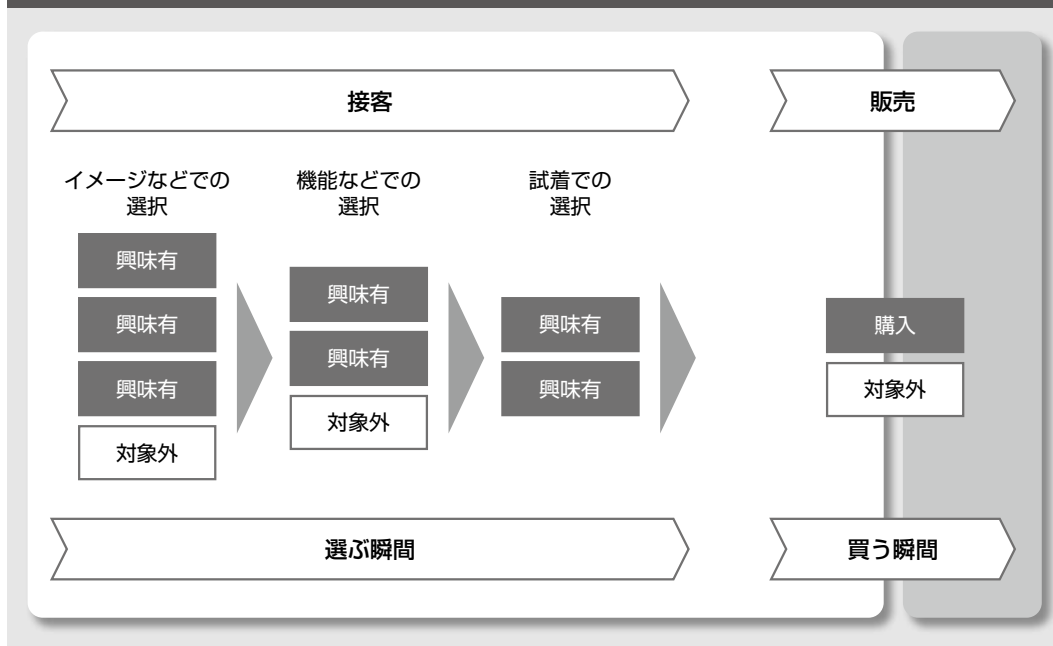 接客
販売
イメージなどでの
選択
機能などでの
選択
試着での
選択
興味有
興味有
興味有
対象外
興味有
興味有
対象外
興味有
興味有
購入
対象外
選ぶ瞬間
買う瞬間